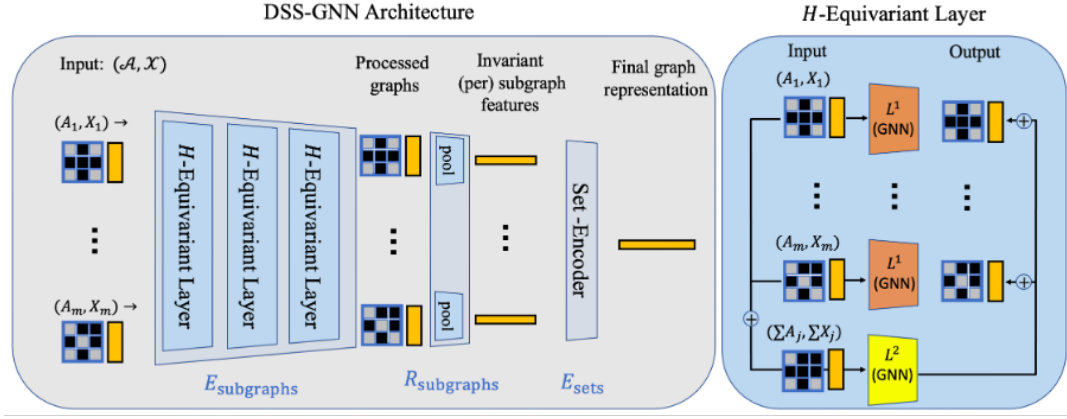 DSS-GNN Architecture
Input: (𝒜, 𝒳)
Processed
graphs
Invariant
(per) subgraph
features
Final graph
representation
(A₁, X₁) →
(Aₘ, Xₘ) →
H-Equivariant Layer
H-Equivariant Layer
H-Equivariant Layer
pool
pool
Set -Encoder
E_subgraphs
R_subgraphs
E_sets
H-Equivariant Layer
Input
Output
(A₁, X₁)
L¹
(GNN)
(Aₘ, Xₘ)
L¹
(GNN)
(∑Aⱼ, ∑Xⱼ)
L²
(GNN)